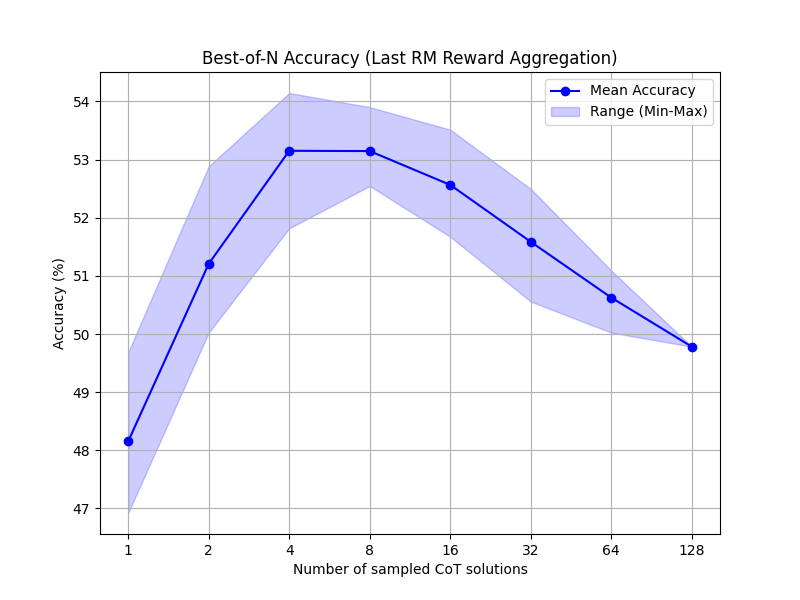 Best-of-N Accuracy (Last RM Reward Aggregation)
Mean Accuracy
Range (Min-Max)
Accuracy (%)
54
53
52
51
50
49
48
47
1 2 4 8 16 32 64 128
Number of sampled CoT solutions